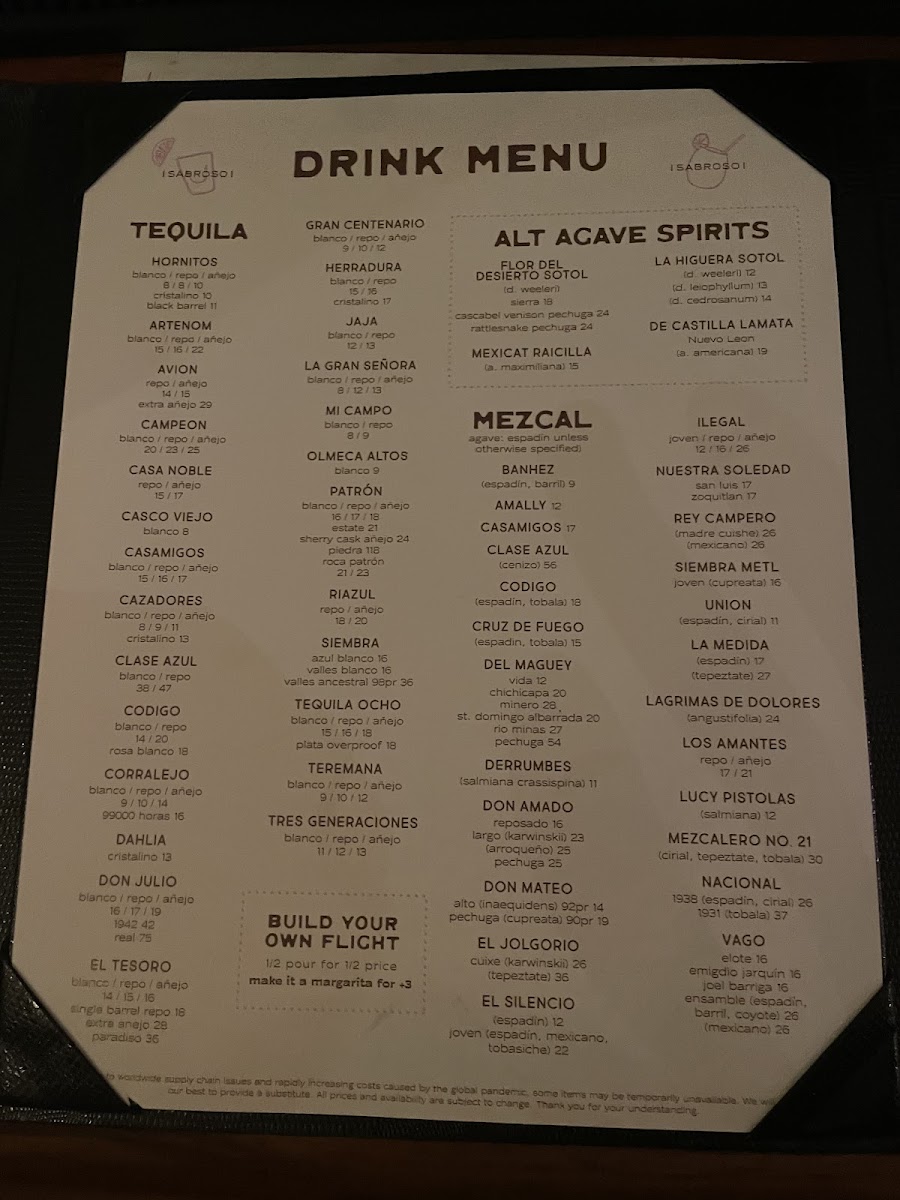 ¡SABROSO!
DRINK MENU
¡SABROSO!
TEQUILA
HORNITOS
blanco / repo / añejo
8 / 8 / 10
cristalino 10
black barrel 11
ARTENOM
blanco / repo / añejo
15 / 16 / 22
AVION
repo / añejo
14 / 15
extra añejo 29
CAMPEON
blanco / repo / añejo
20 / 23 / 25
CASA NOBLE
repo / añejo
15 / 17
CASCO VIEJO
blanco 8
CASAMIGOS
blanco / repo / añejo
15 / 16 / 17
CAZADORES
blanco / repo / añejo
8 / 9 / 11
cristalino 13
CLASE AZUL
blanco / repo
38 / 47
CODIGO
blanco / repo
14 / 20
rosa blanco 18
CORRALEJO
blanco / repo / añejo
9 / 10 / 14
99000 horas 16
DAHLIA
cristalino 13
DON JULIO
blanco / repo / añejo
16 / 17 / 19
1942 42
real 75
EL TESORO
blanco / repo / añejo
14 / 15 / 16
single barrel repo 18
extra anejo 28
paradiso 36
GRAN CENTENARIO
blanco / repo / añejo
9 / 10 / 12
HERRADURA
blanco / repo
15 / 16
cristalino 17
JAJA
blanco / repo
12 / 13
LA GRAN SEÑORA
blanco / repo / añejo
8 / 12 / 13
MI CAMPO
blanco / repo
8 / 9
OLMECA ALTOS
blanco 9
PATRÓN
blanco / repo / añejo
16 / 17 / 18
estate 21
sherry cask añejo 24
piedra 118
roca patrón
21 / 23
RIAZUL
repo / añejo
18 / 20
SIEMBRA
azul blanco 16
valles blanco 16
valles ancestral 98pr 36
TEQUILA OCHO
blanco / repo / añejo
15 / 16 / 18
plata overproof 18
TEREMANA
blanco / repo / añejo
9 / 10 / 12
TRES GENERACIONES
blanco / repo / añejo
11 / 12 / 13
BUILD YOUR
OWN FLIGHT
1/2 pour for 1/2 price
make it a margarita for +3
ALT AGAVE SPIRITS
FLOR DEL
DESIERTO SOTOL
(d. weeleri)
sierra 18
cascabel venison pechuga 24
rattlesnake pechuga 24
MEXICAT RAICILLA
(a. maximiliana) 15
LA HIGUERA SOTOL
(d. weeleri) 12
(d. leiophyllum) 13
(d. cedrosanum) 14
DE CASTILLA LAMATA
Nuevo Leon
(a. americana) 19
MEZCAL
agave: espadín unless
otherwise specified)
BANHEZ
(espadín, barril) 9
AMALLY 12
CASAMIGOS 17
CLASE AZUL
(cenizo) 56
CODIGO
(espadín, tobala) 18
CRUZ DE FUEGO
(espadin, tobala) 15
DEL MAGUEY
vida 12
chichicapa 20
minero 28
st. domingo albarrada 20
rio minas 27
pechuga 54
DERRUMBES
(salmiana crassispina) 11
DON AMADO
reposado 16
largo (karwinskii) 23
(arroqueño) 25
pechuga 25
DON MATEO
alto (inaequidens) 92pr 14
pechuga (cupreata) 90pr 19
EL JOLGORIO
cuixe (karwinski) 26
(tepeztate) 36
EL SILENCIO
(espadín) 12
joven (espadín, mexicano,
tobasiche) 22
ILEGAL
joven / repo / añejo
12 / 16 / 26
NUESTRA SOLEDAD
san luis 17
zoquitlan 17
REY CAMPERO
(madre cuishe) 26
(mexicano) 26
SIEMBRA METL
joven (cupreata) 16
UNION
(espadín, cirial) 11
LA MEDIDA
(espadín) 17
(tepeztate) 27
LAGRIMAS DE DOLORES
(angustifolia) 24
LOS AMANTES
repo / añejo
17 / 21
LUCY PISTOLAS
(salmiana) 12
MEZCALERO NO. 21
(cirial, tepeztate, tobala) 30
NACIONAL
1938 (espadín, cirial) 26
1931 (tobala) 37
VAGO
elote 16
emigdio jarquín 16
joel barriga 16
ensamble (espadín,
barril, coyote) 26
(mexicano) 26
to worldwide supply chain issues and rapidly increasing costs caused by the global pandemic, some items may be temporarily unavailable. We will
our best to provide a substitute. All prices and availability are subject to change. Thank you for your understanding.